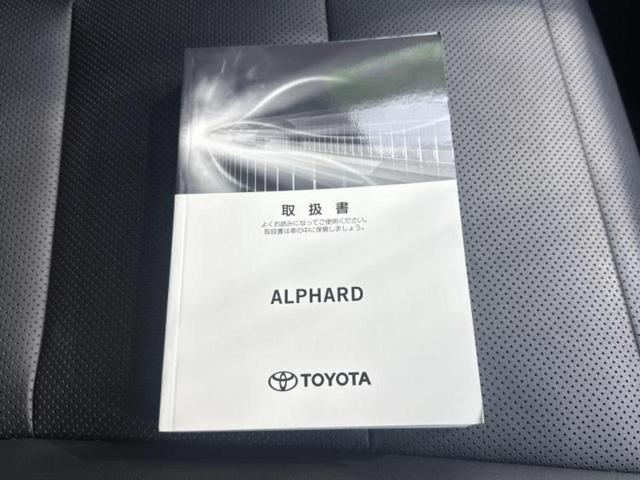 取扱書
よくお読みになってご使用ください。
取扱書は車の中に保管しましょう。
ALPHARD
TOYOTA